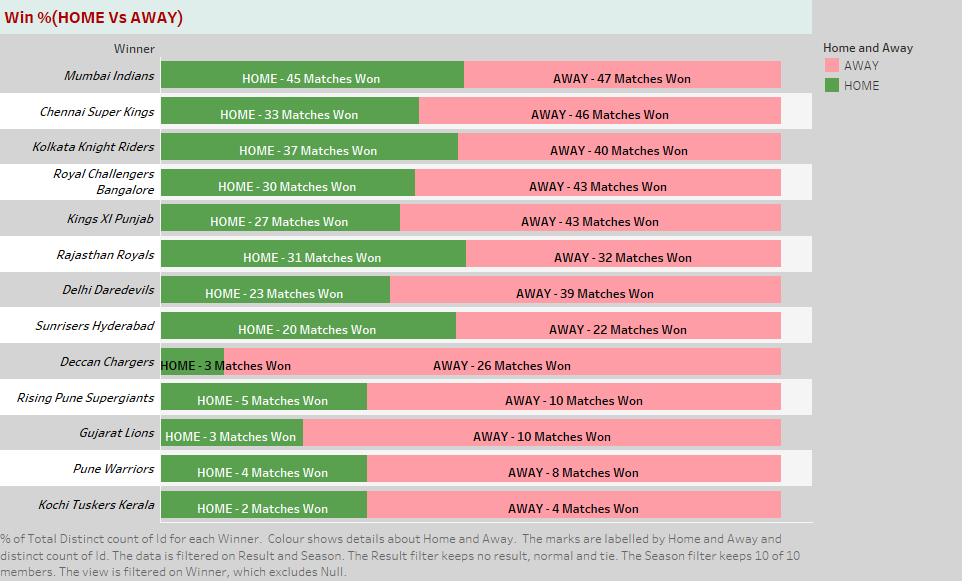 Win %(HOME Vs AWAY)
Winner
Mumbai Indians HOME - 45 Matches Won AWAY - 47 Matches Won
Chennai Super Kings HOME - 33 Matches Won AWAY - 46 Matches Won
Kolkata Knight Riders HOME - 37 Matches Won AWAY - 40 Matches Won
Royal Challengers
Bangalore HOME - 30 Matches Won AWAY - 43 Matches Won
Kings XI Punjab HOME - 27 Matches Won AWAY - 43 Matches Won
Rajasthan Royals HOME - 31 Matches Won AWAY - 32 Matches Won
Delhi Daredevils HOME - 23 Matches Won AWAY - 39 Matches Won
Sunrisers Hyderabad HOME - 20 Matches Won AWAY - 22 Matches Won
Deccan Chargers HOME - 3 Matches Won AWAY - 26 Matches Won
Rising Pune Supergiants HOME - 5 Matches Won AWAY - 10 Matches Won
Gujarat Lions HOME - 3 Matches Won AWAY - 10 Matches Won
Pune Warriors HOME - 4 Matches Won AWAY - 8 Matches Won
Kochi Tuskers Kerala HOME - 2 Matches Won AWAY - 4 Matches Won
Home and Away
AWAY
HOME
% of Total Distinct count of Id for each Winner.  Colour shows details about Home and Away.  The marks are labelled by Home and Away and
distinct count of Id. The data is filtered on Result and Season. The Result filter keeps no result, normal and tie. The Season filter keeps 10 of 10
members. The view is filtered on Winner, which excludes Null.